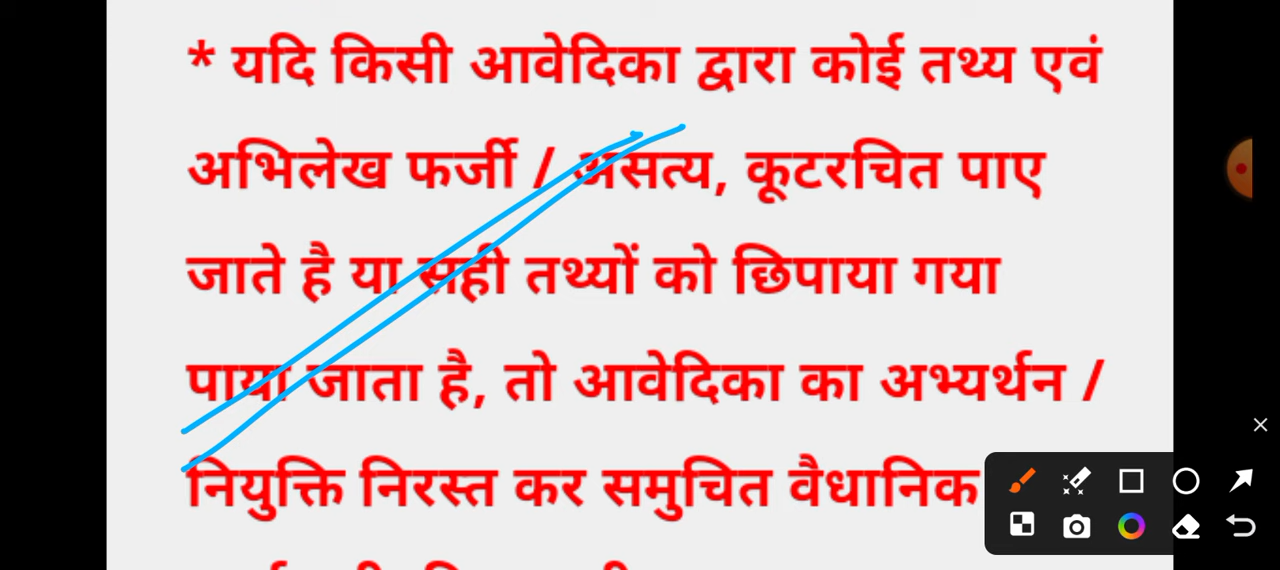 * यदि किसी आवेदिका द्वारा कोई तथ्य एवं
अभिलेख फर्जी / असत्य, कूटरचित पाए
जाते है या सही तथ्यों को छिपाया गया
पाया जाता है, तो आवेदिका का अभ्यर्थन /
नियुक्ति निरस्त कर समुचित वैधानिक